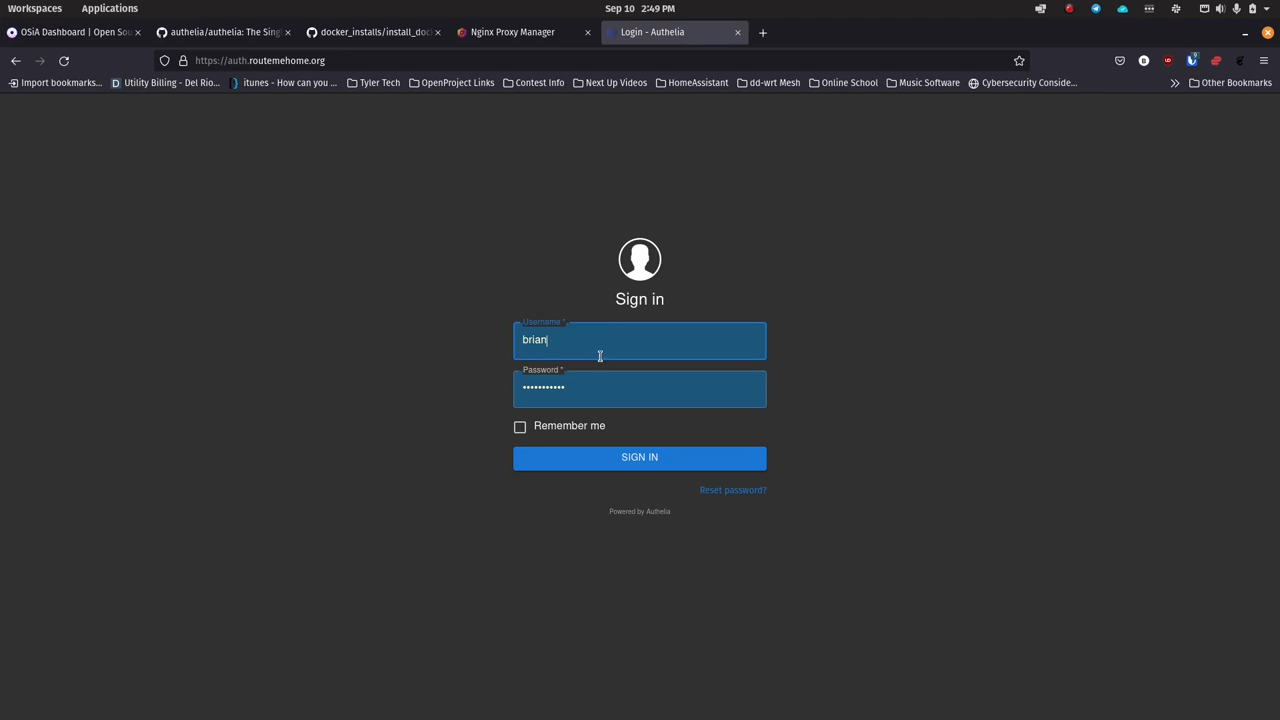 Workspaces Applications Sep 10 2:49 PM
OSiA Dashboard | Open Sou
authelia/authelia: The Sing
docker_installs/install_doc
Nginx Proxy Manager
Login - Authelia
https://auth.routemehome.org
Import bookmarks...
Utility Billing - Del Rio...
itunes - How can you ...
Tyler Tech
OpenProject Links
Contest Info
Next Up Videos
HomeAssistant
dd-wrt Mesh
Online School
Music Software
Cybersecurity Conside...
Other Bookmarks
Sign in
Username *
brian
Password *
•••••••••••
Remember me
SIGN IN
Reset password?
Powered by Authelia